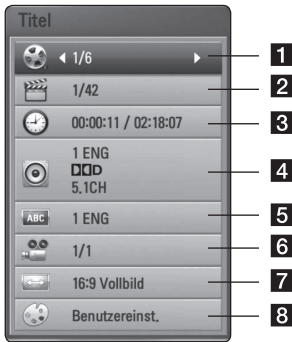 Titel
1/6 1
1/42 2
00:00:11 / 02:18:07 3
1 ENG
D 4
5.1CH
ABC 1 ENG 5
1/1 6
16:9 Vollbild 7
Benutzereinst. 8